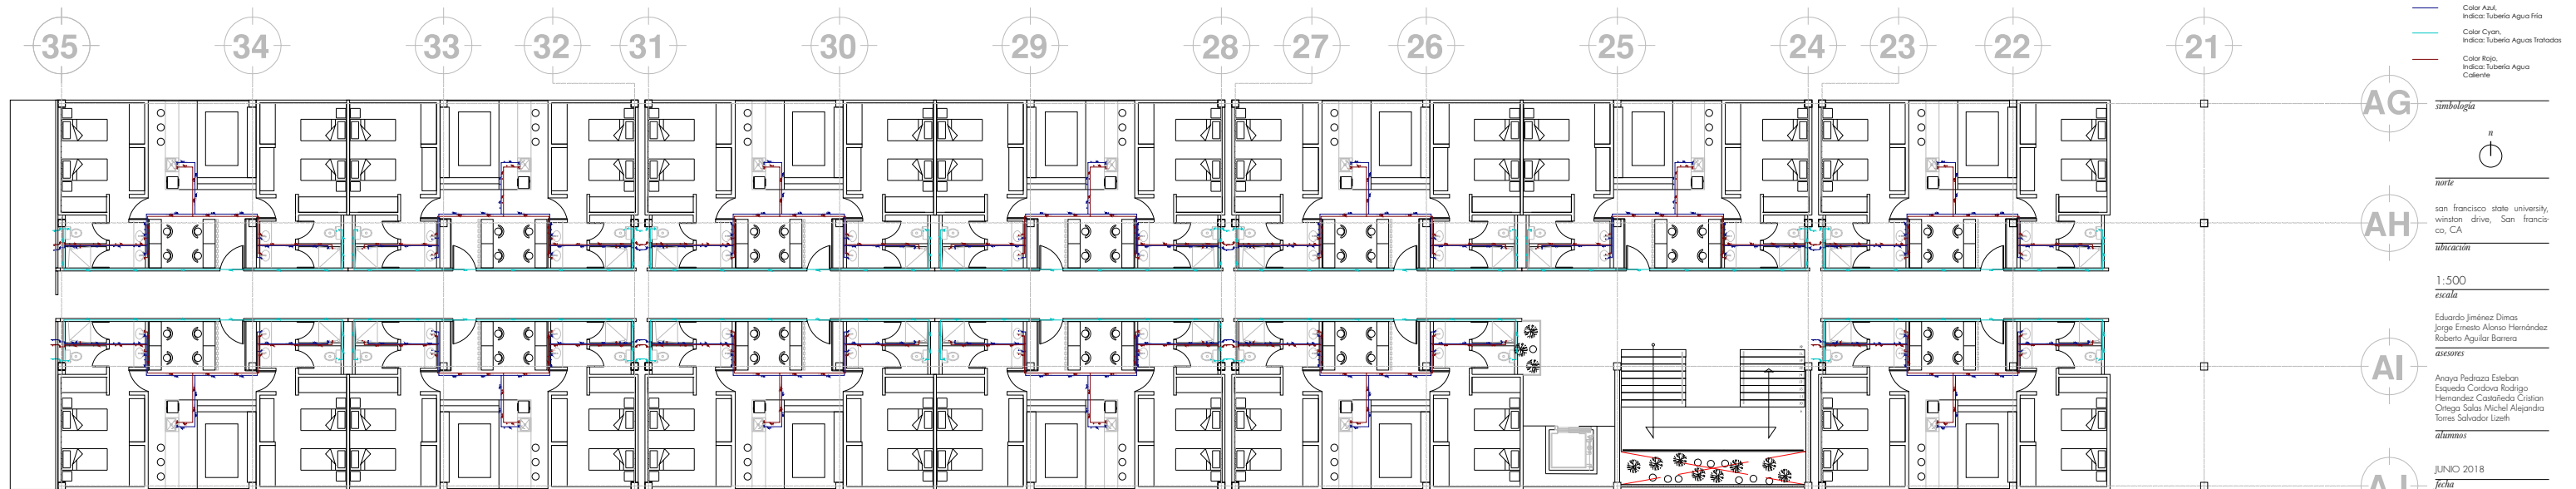 35 34 33 32 31 30 29 28 27 26 25 24 23 22 21
Color Azul,
Indica: Tubería Agua Fría
Color Cyan,
Indica: Tubería Aguas Tratadas
Color Rojo,
Indica: Tubería Agua
Caliente
AG
simbología
n
norte
AH
san francisco state university,
winston drive, San francis-
co, CA
ubicación
1:500
escala
Eduardo Jiménez Dimas
Jorge Ernesto Alonso Hernández
Roberto Aguilar Barrera
asesores
AI
Anaya Pedraza Esteban
Esqueda Cordova Rodrigo
Hernandez Castañeda Cristian
Ortega Salas Michel Alejandra
Torres Salvador Lizeth
alumnos
JUNIO 2018
fecha
AJ